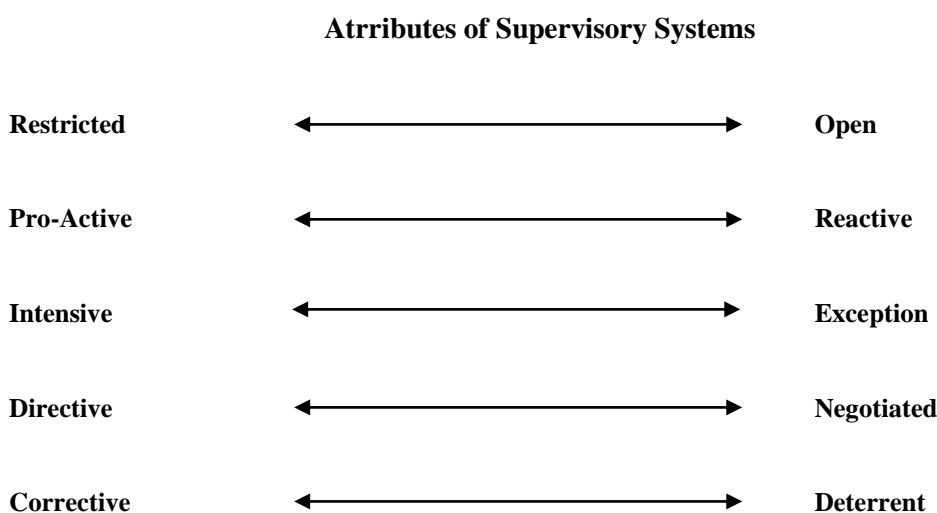 Atrributes of Supervisory Systems
Restricted Open
Pro-Active Reactive
Intensive Exception
Directive Negotiated
Corrective Deterrent